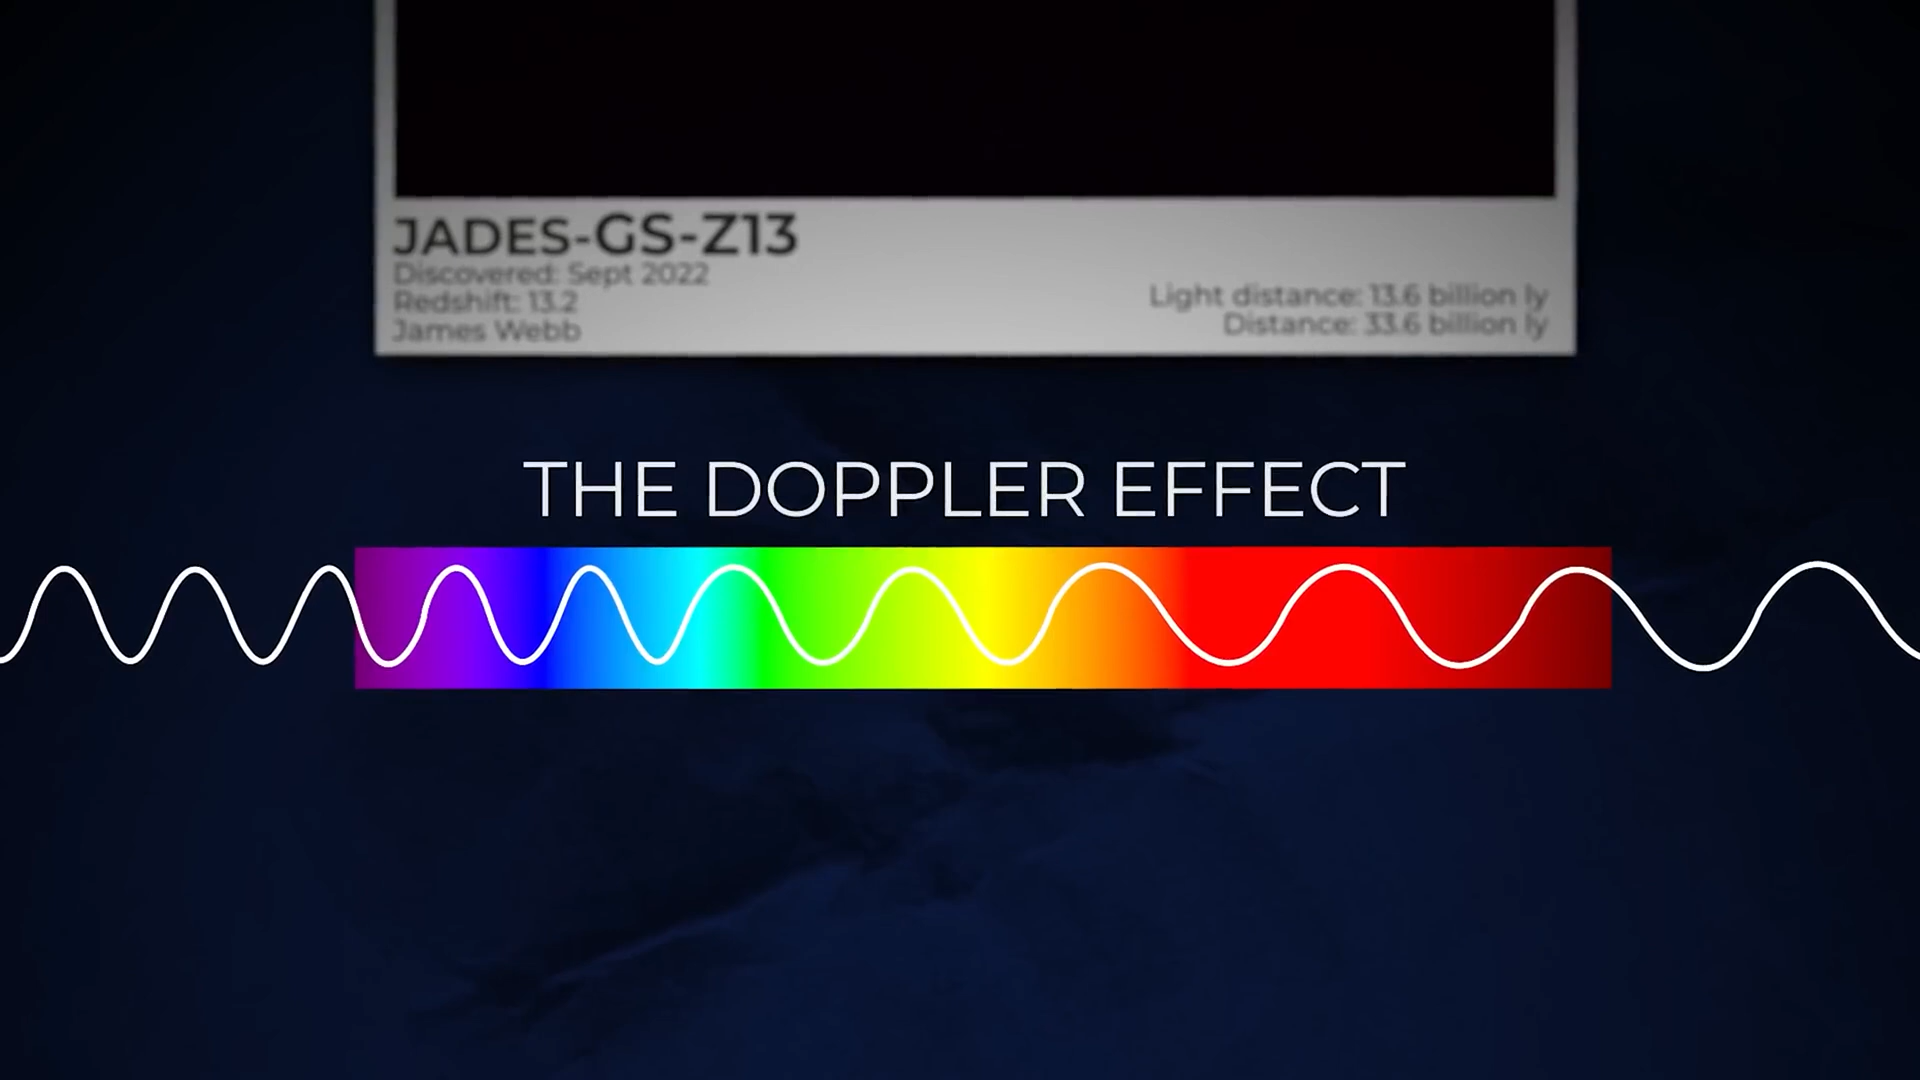 JADES-GS-Z13
Discovered: Sept 2022
Redshift: 13.2
James Webb
Light distance: 13.6 billion ly
Distance: 33.6 billion ly
THE DOPPLER EFFECT